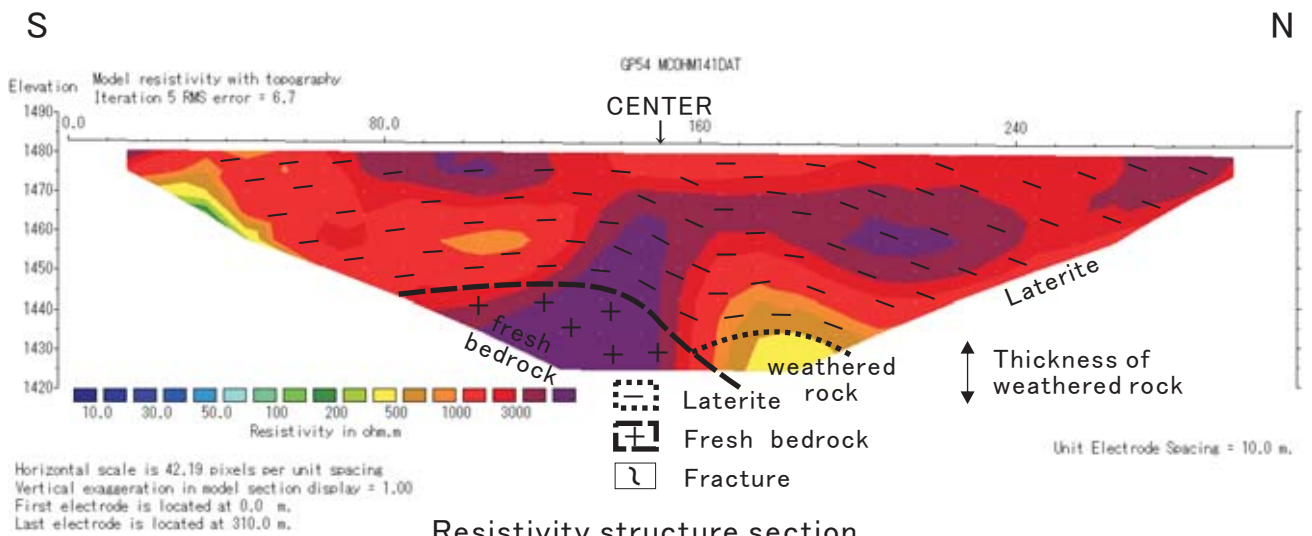 S
N
GP54 MCOHM141DAT
Model resistivity with topography
Elevation
Iteration 5 RMS error = 6.7
CENTER
0.0 80.0 160 240
1490
1480
1470
1460
1450
1440
1430
1420
Laterite
fresh
bedrock
weathered
rock
Thickness of
weathered rock
10.0 30.0 50.0 100 200 500 1000 3000
Resistivity in ohm.m
Laterite
Fresh bedrock
Fracture
Unit Electrode Spacing = 10.0 m.
Horizontal scale is 42.19 pixels per unit spacing
Vertical exaggeration in model section display = 1.00
First electrode is located at 0.0 m.
Last electrode is located at 310.0 m.
Resistivity structure section